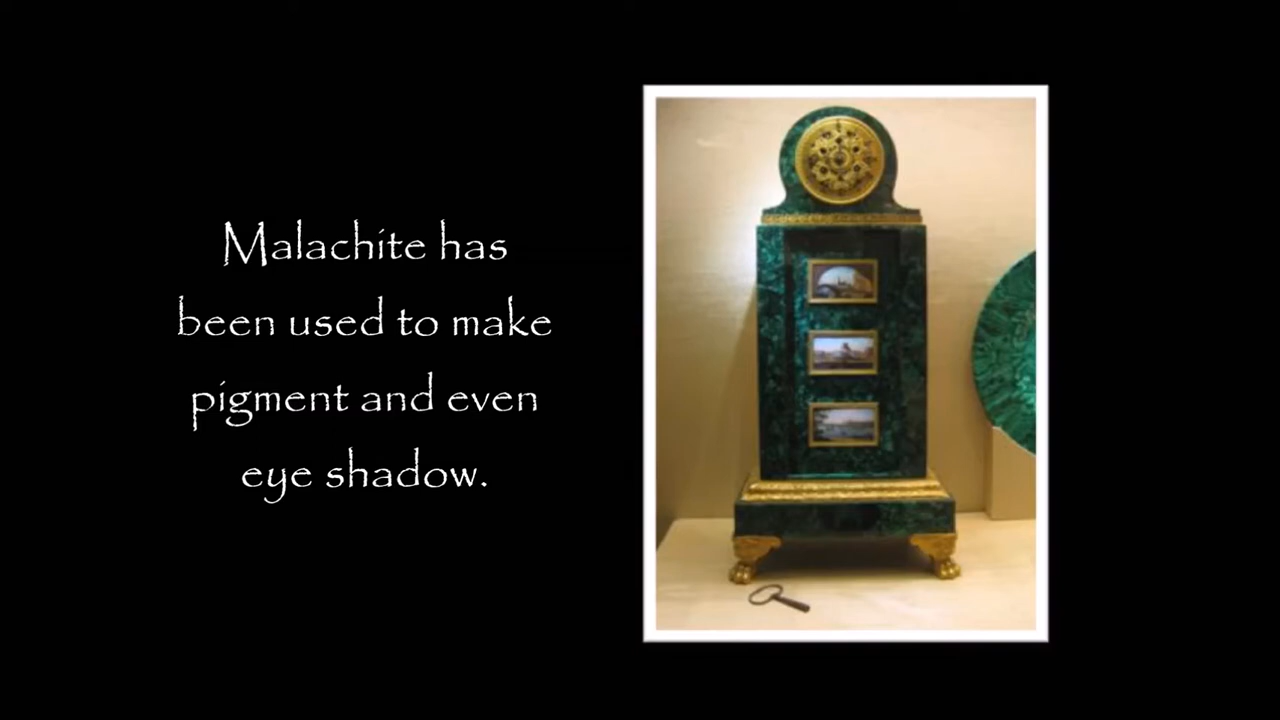 Malachite has
been used to make
pigment and even
eye shadow.